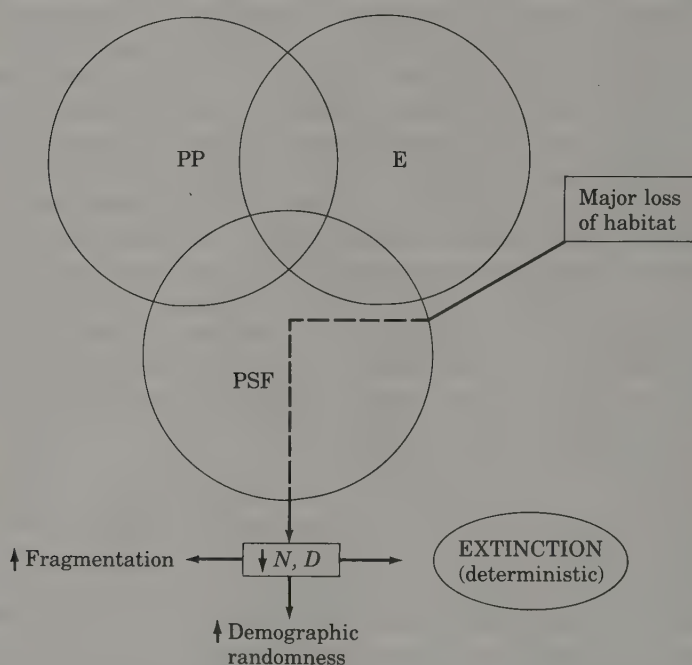 PP
E
Major loss
of habitat
PSF
↑ Fragmentation
↓ N, D
EXTINCTION
(deterministic)
↑ Demographic
randomness